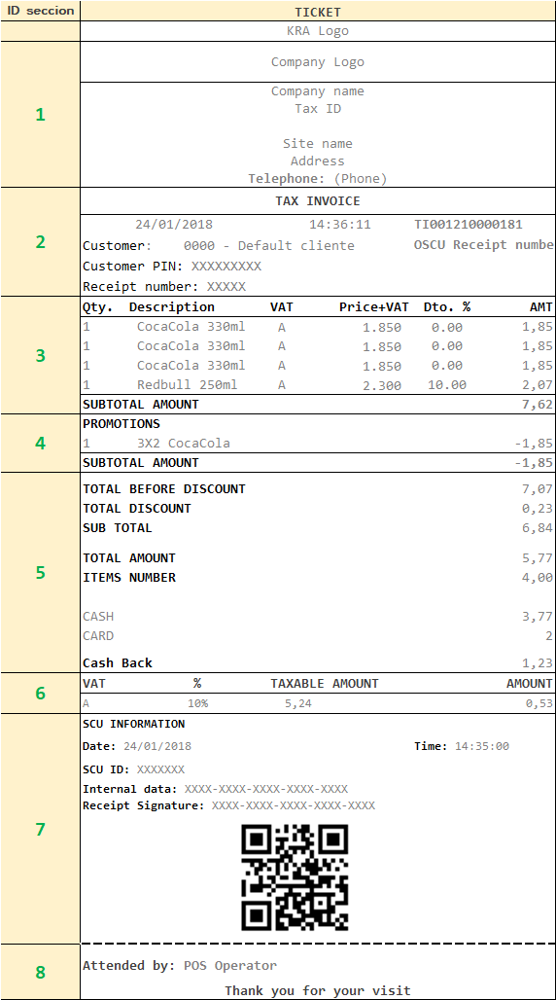 ID seccion TICKET
KRA Logo
Company Logo
1
Company name
Tax ID
Site name
Address
Telephone: (Phone)
2
TAX INVOICE
24/01/2018 14:36:11 TI001210000181
Customer: 0000 - Default cliente OSCU Receipt numbe
Customer PIN: XXXXXXXXX
Receipt number: XXXXX
3
Qty. Description VAT Price+VAT Dto. % AMT
1 CocaCola 330ml A 1.850 0.00 1,85
1 CocaCola 330ml A 1.850 0.00 1,85
1 CocaCola 330ml A 1.850 0.00 1,85
1 Redbull 250ml A 2.300 10.00 2,07
SUBTOTAL AMOUNT 7,62
4
PROMOTIONS
1 3X2 CocaCola -1,85
SUBTOTAL AMOUNT -1,85
5
TOTAL BEFORE DISCOUNT 7,07
TOTAL DISCOUNT 0,23
SUB TOTAL 6,84
TOTAL AMOUNT 5,77
ITEMS NUMBER 4,00
CASH 3,77
CARD 2
Cash Back 1,23
6
VAT % TAXABLE AMOUNT AMOUNT
A 10% 5,24 0,53
7
SCU INFORMATION
Date: 24/01/2018 Time: 14:35:00
SCU ID: XXXXXXX
Internal data: XXXX-XXXX-XXXX-XXXX-XXXX
Receipt Signature: XXXX-XXXX-XXXX-XXXX-XXXX
8
Attended by: POS Operator
Thank you for your visit